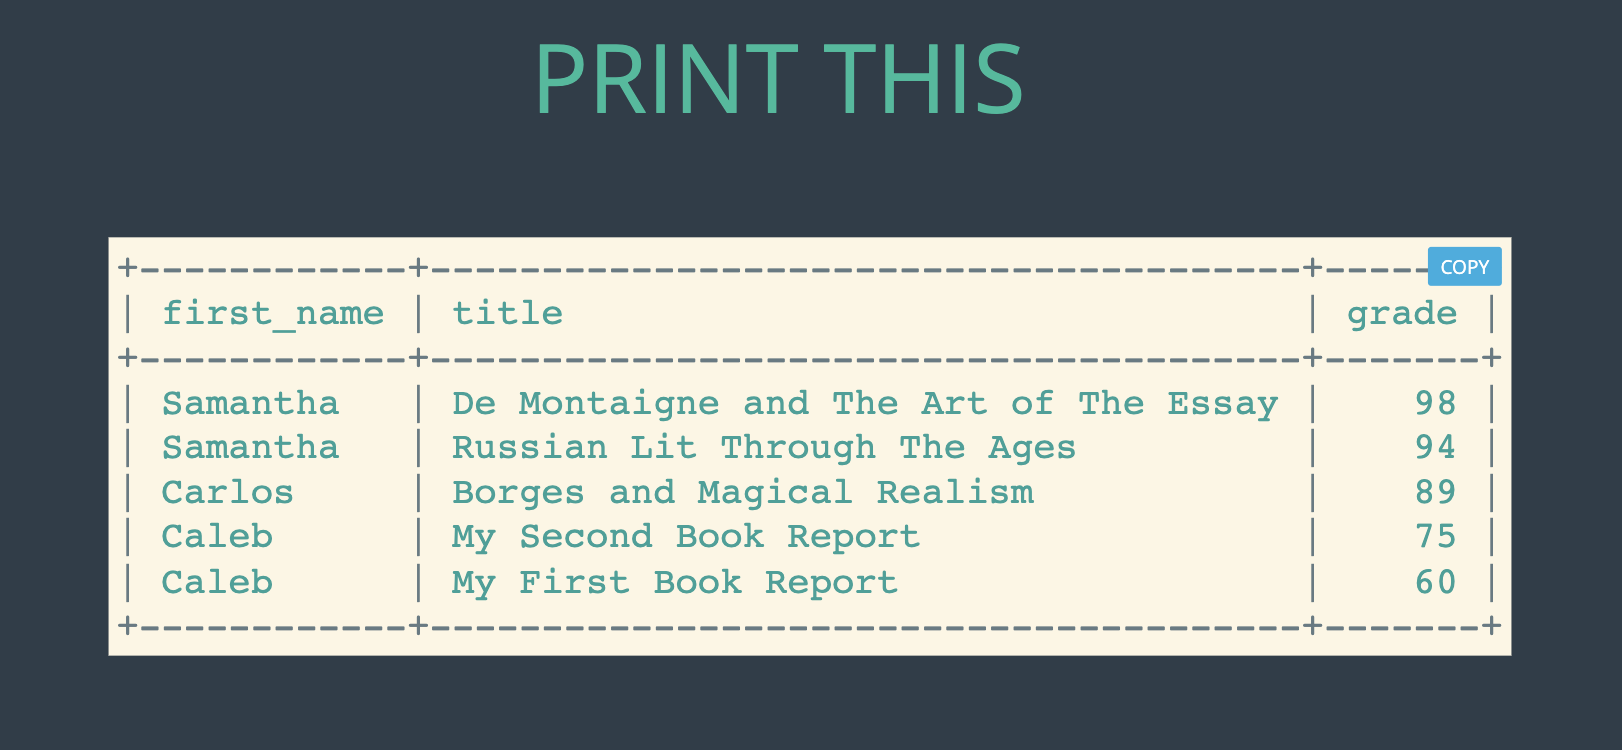 PRINT THIS
COPY
+------------+---------------------------------------+-------+
| first_name | title                                 | grade |
+------------+---------------------------------------+-------+
| Samantha   | De Montaigne and The Art of The Essay |    98 |
| Samantha   | Russian Lit Through The Ages          |    94 |
| Carlos     | Borges and Magical Realism            |    89 |
| Caleb      | My Second Book Report                 |    75 |
| Caleb      | My First Book Report                  |    60 |
+------------+---------------------------------------+-------+